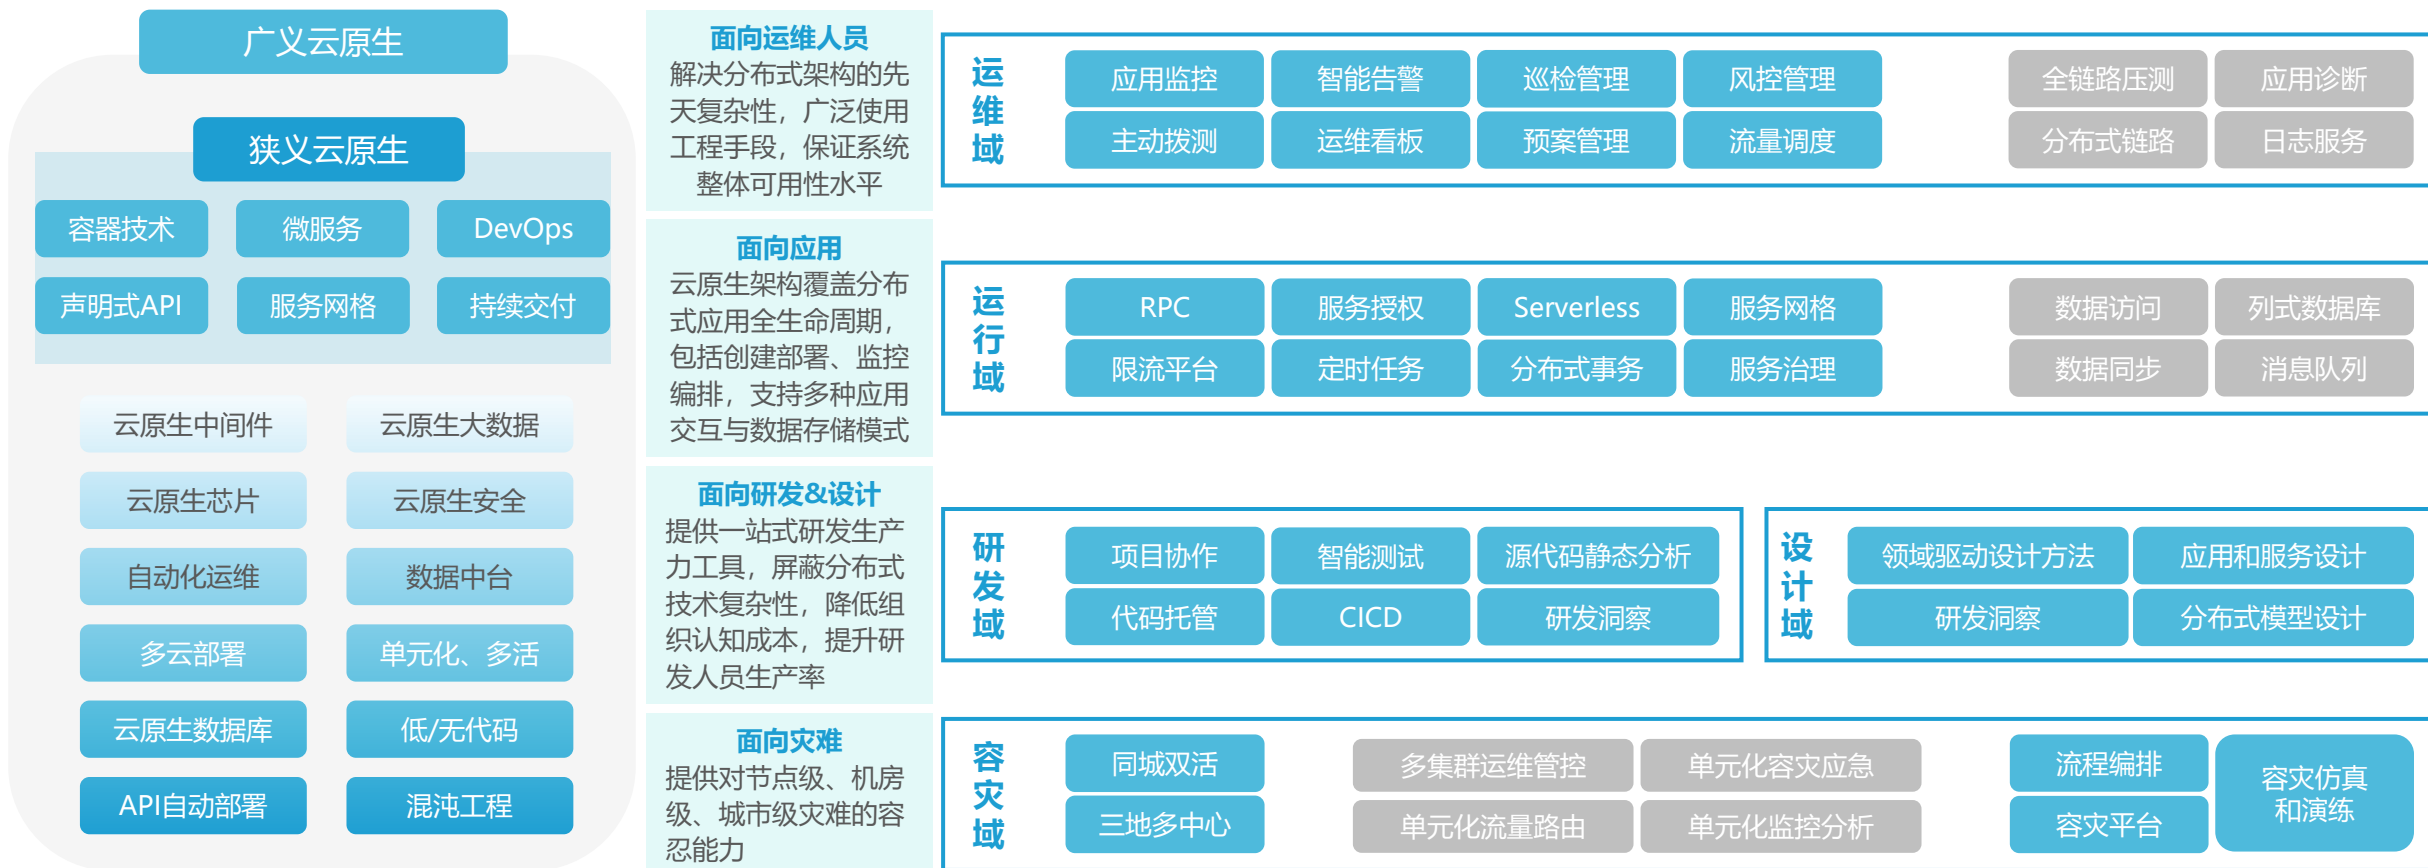 广义云原生
狭义云原生
容器技术
微服务
DevOps
声明式API
服务网格
持续交付
云原生中间件
云原生大数据
云原生芯片
云原生安全
自动化运维
数据中台
多云部署
单元化、多活
云原生数据库
低/无代码
API自动部署
混沌工程
面向运维人员
解决分布式架构的先
天复杂性，广泛使用
工程手段，保证系统
整体可用性水平
面向应用
云原生架构覆盖分布
式应用全生命周期，
包括创建部署、监控
编排，支持多种应用
交互与数据存储模式
面向研发&设计
提供一站式研发生产
力工具，屏蔽分布式
技术复杂性，降低组
织认知成本，提升研
发人员生产率
面向灾难
提供对节点级、机房
级、城市级灾难的容
忍能力
运维域
应用监控
智能告警
巡检管理
风控管理
全链路压测
应用诊断
主动拨测
运维看板
预案管理
流量调度
分布式链路
日志服务
运行域
RPC
服务授权
Serverless
服务网格
数据访问
列式数据库
限流平台
定时任务
分布式事务
服务治理
数据同步
消息队列
研发域
项目协作
智能测试
源代码静态分析
代码托管
CICD
研发洞察
设计域
领域驱动设计方法
应用和服务设计
研发洞察
分布式模型设计
容灾域
同城双活
多集群运维管控
单元化容灾应急
流程编排
容灾仿真
和演练
三地多中心
单元化流量路由
单元化监控分析
容灾平台